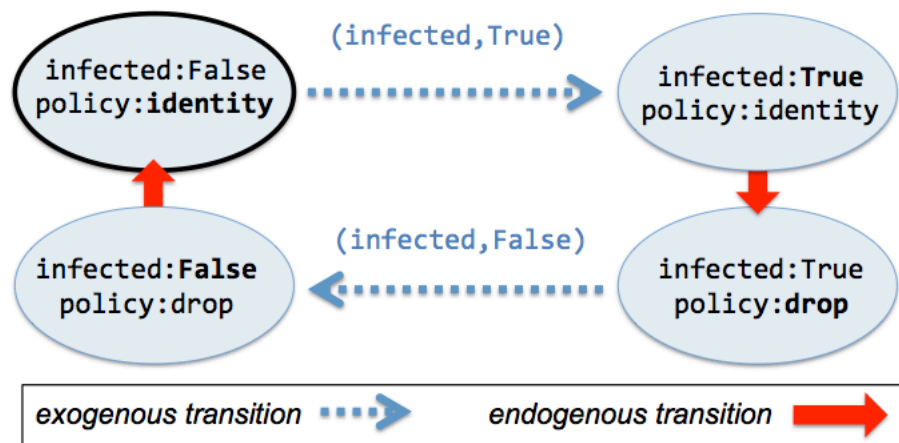 (infected,True)
infected:False
policy:identity
infected:True
policy:identity
(infected,False)
infected:False
policy:drop
infected:True
policy:drop
exogenous transition
endogenous transition